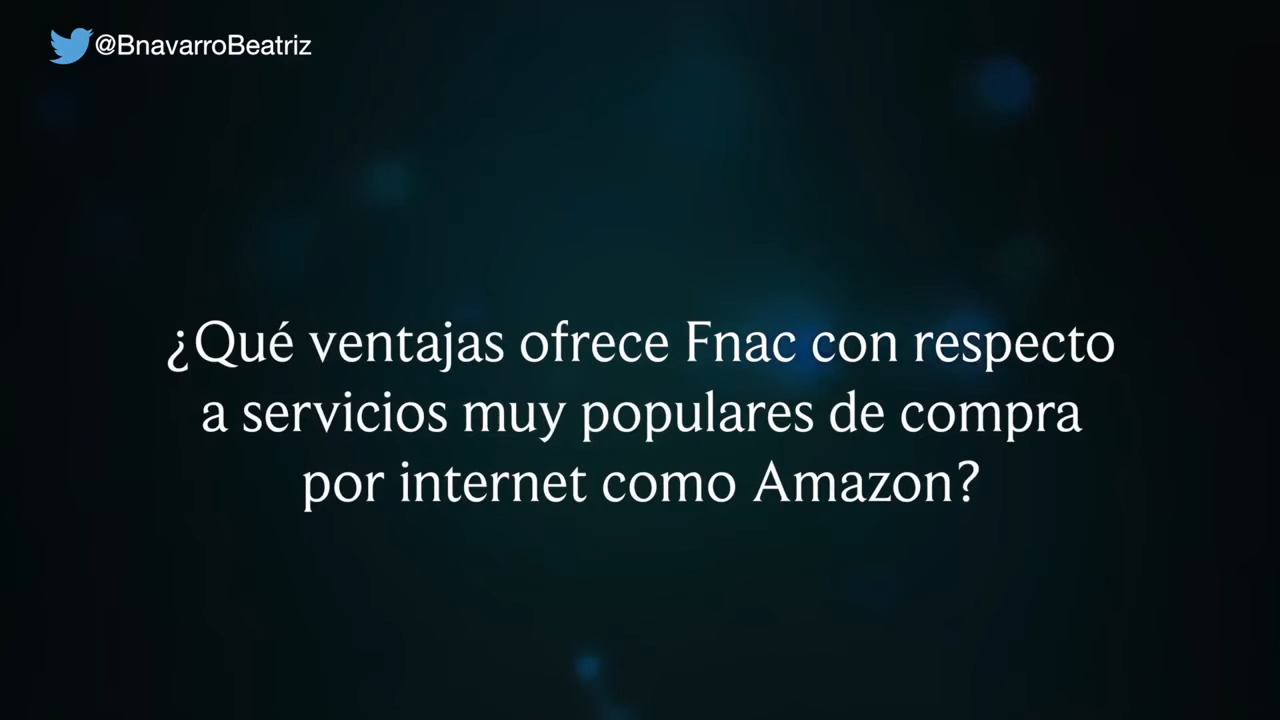 @BnavarroBeatriz
¿Qué ventajas ofrece Fnac con respecto
a servicios muy populares de compra
por internet como Amazon?